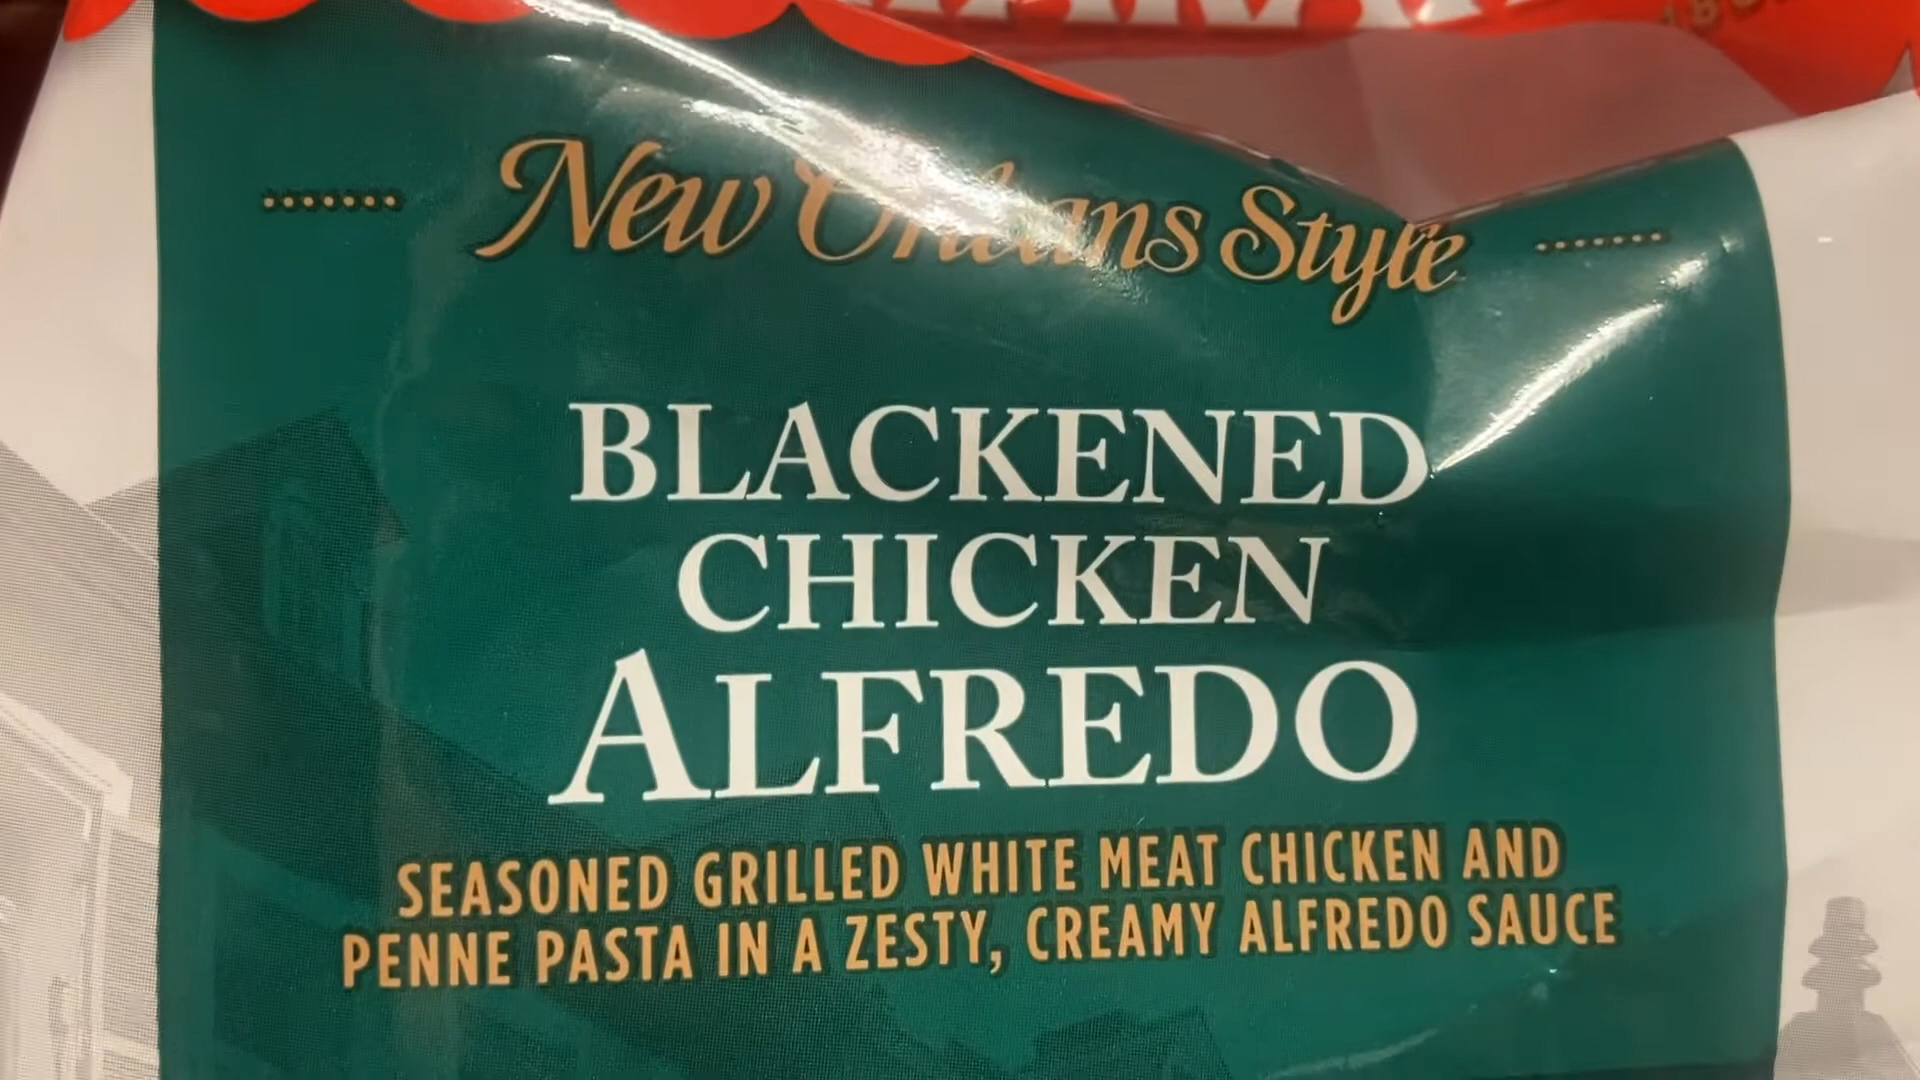 New Orleans Style
BLACKENED
CHICKEN
ALFREDO
SEASONED GRILLED WHITE MEAT CHICKEN AND
PENNE PASTA IN A ZESTY, CREAMY ALFREDO SAUCE